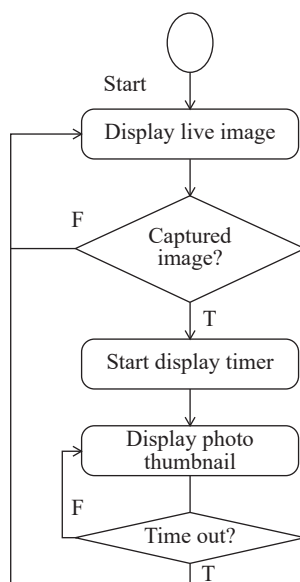 Start
Display live image
F
Captured
image?
T
Start display timer
Display photo
thumbnail
F
Time out?
T